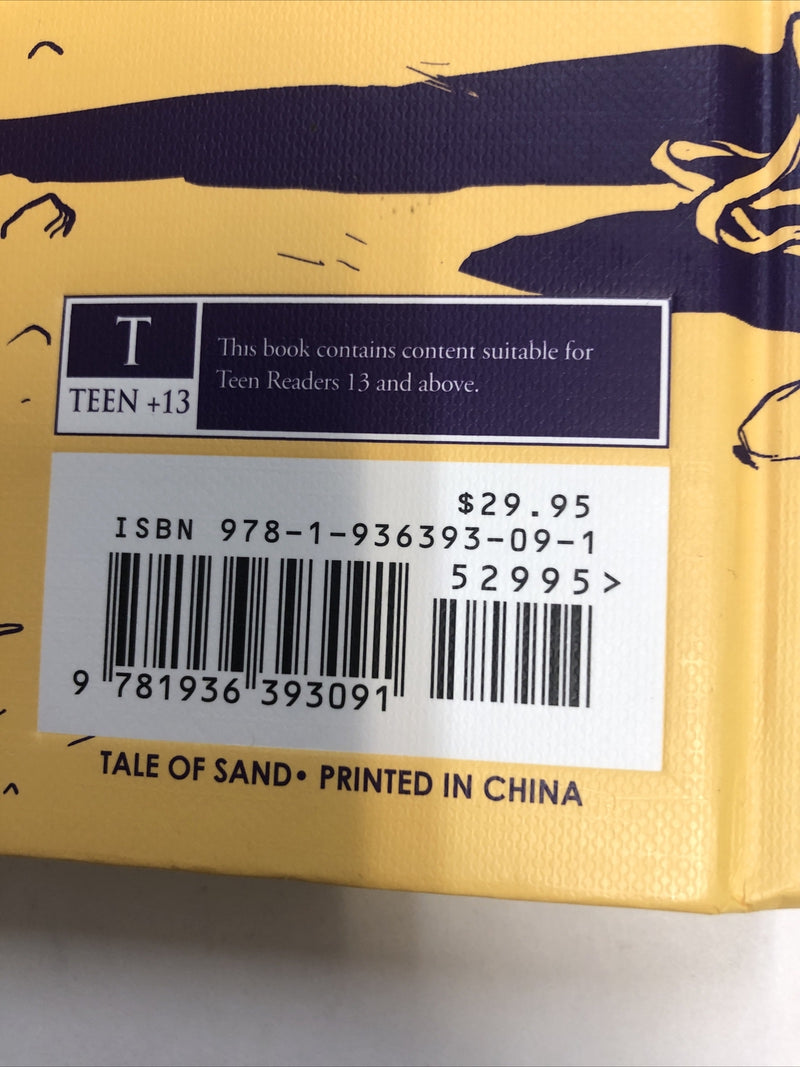 T
TEEN +13
This book contains content suitable for
Teen Readers 13 and above.
$29.95
ISBN 978-1-936393-09-1
52995>
9 781936 393091
TALE OF SAND• PRINTED IN CHINA